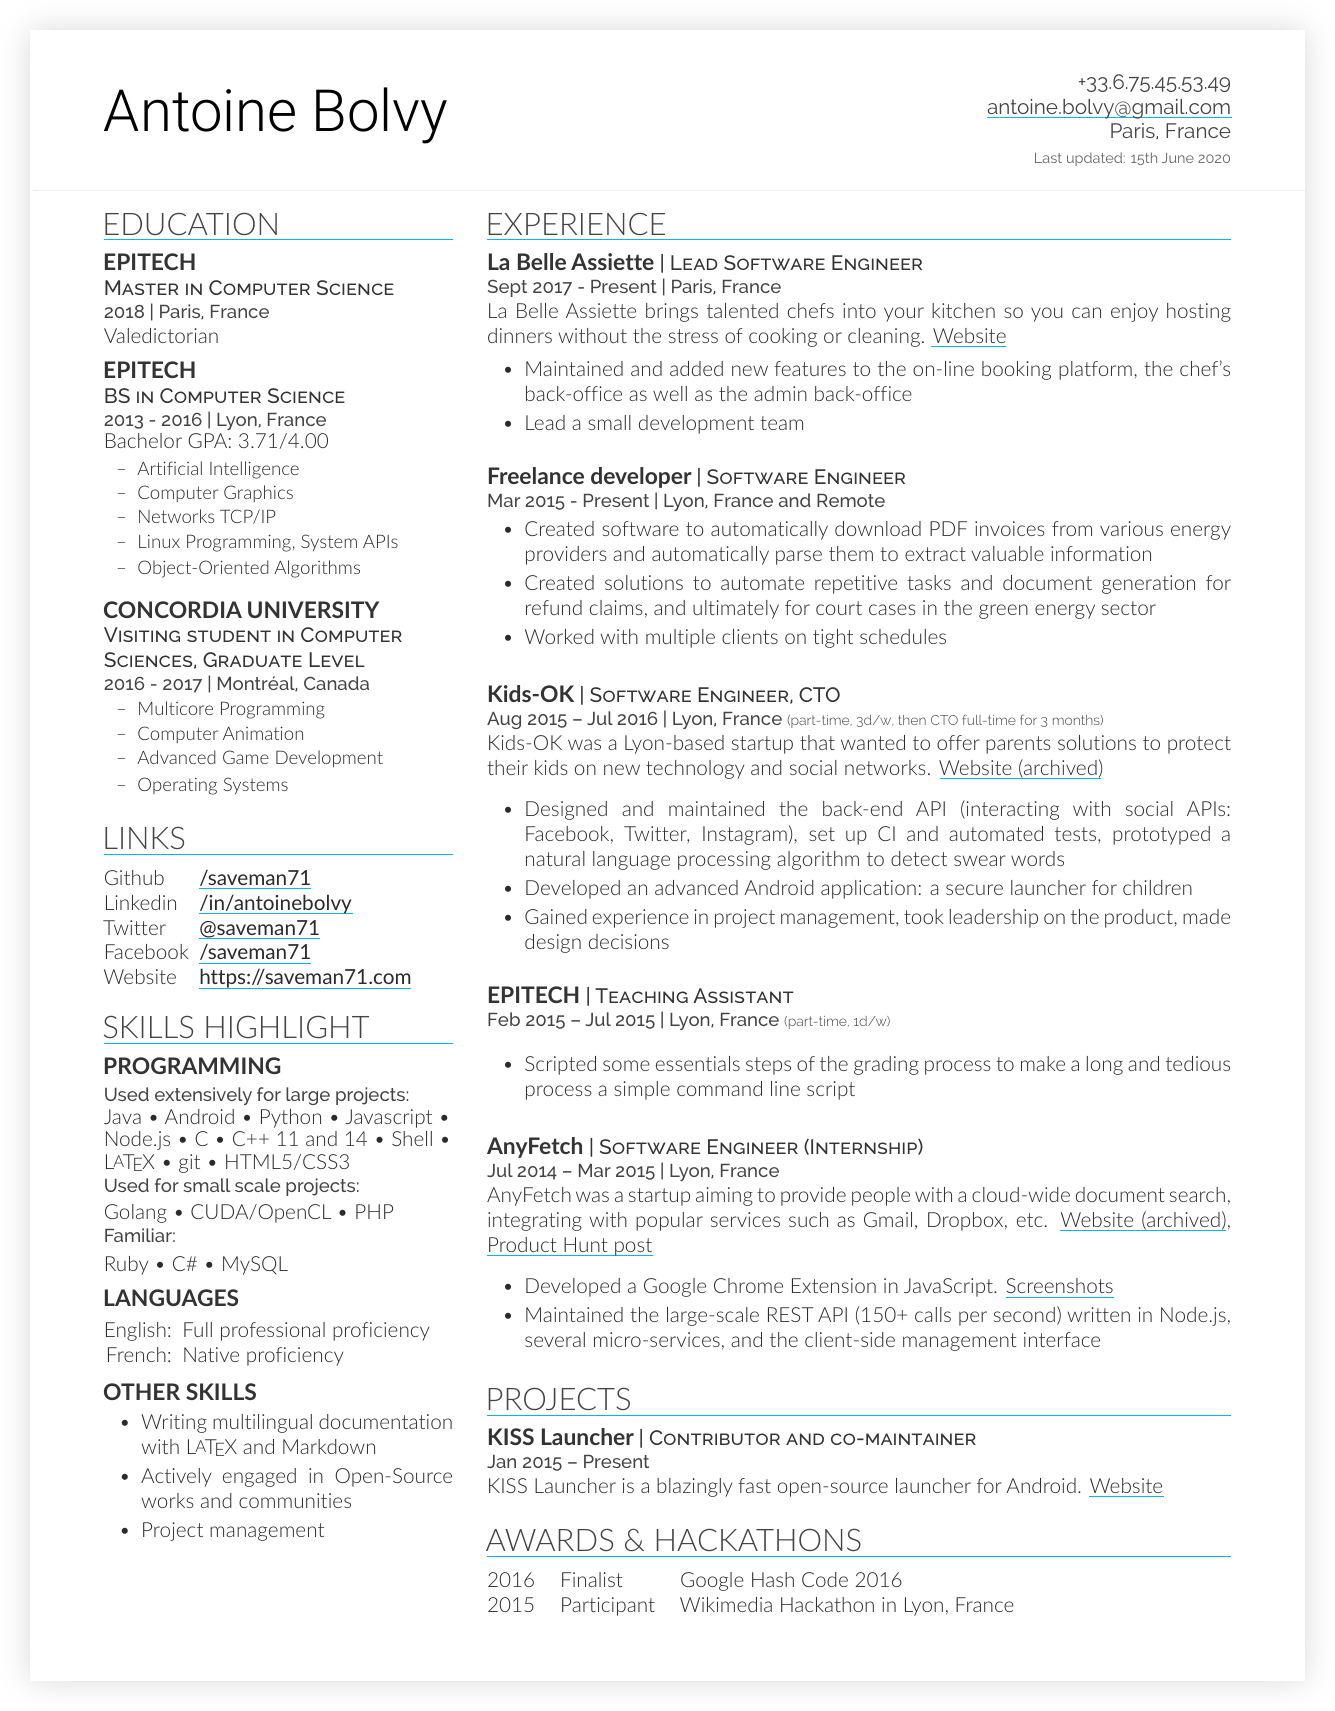 Antoine Bolvy
+33.6.75.45.53.49
antoine.bolvy@gmail.com
Paris, France
Last updated: 15th June 2020
EDUCATION
EPITECH
Master in Computer Science
2018 | Paris, France
Valedictorian
EPITECH
BS in Computer Science
2013 - 2016 | Lyon, France
Bachelor GPA: 3.71/4.00
– Artificial Intelligence
– Computer Graphics
– Networks TCP/IP
– Linux Programming, System APIs
– Object-Oriented Algorithms
CONCORDIA UNIVERSITY
Visiting student in Computer
Sciences, Graduate Level
2016 - 2017 | Montréal, Canada
– Multicore Programming
– Computer Animation
– Advanced Game Development
– Operating Systems
LINKS
Github /saveman71
Linkedin /in/antoinebolvy
Twitter @saveman71
Facebook /saveman71
Website https://saveman71.com
SKILLS HIGHLIGHT
PROGRAMMING
Used extensively for large projects:
Java • Android • Python • Javascript •
Node.js • C • C++ 11 and 14 • Shell •
LATEX • git • HTML5/CSS3
Used for small scale projects:
Golang • CUDA/OpenCL • PHP
Familiar:
Ruby • C# • MySQL
LANGUAGES
English: Full professional proficiency
French: Native proficiency
OTHER SKILLS
• Writing multilingual documentation
with LATEX and Markdown
• Actively engaged in Open-Source
works and communities
• Project management
EXPERIENCE
La Belle Assiette | Lead Software Engineer
Sept 2017 - Present | Paris, France
La Belle Assiette brings talented chefs into your kitchen so you can enjoy hosting
dinners without the stress of cooking or cleaning. Website
• Maintained and added new features to the on-line booking platform, the chef’s
back-office as well as the admin back-office
• Lead a small development team
Freelance developer | Software Engineer
Mar 2015 - Present | Lyon, France and Remote
• Created software to automatically download PDF invoices from various energy
providers and automatically parse them to extract valuable information
• Created solutions to automate repetitive tasks and document generation for
refund claims, and ultimately for court cases in the green energy sector
• Worked with multiple clients on tight schedules
Kids-OK | Software Engineer, CTO
Aug 2015 – Jul 2016 | Lyon, France (part-time, 3d/w, then CTO full-time for 3 months)
Kids-OK was a Lyon-based startup that wanted to offer parents solutions to protect
their kids on new technology and social networks. Website (archived)
• Designed and maintained the back-end API (interacting with social APIs:
Facebook, Twitter, Instagram), set up CI and automated tests, prototyped a
natural language processing algorithm to detect swear words
• Developed an advanced Android application: a secure launcher for children
• Gained experience in project management, took leadership on the product, made
design decisions
EPITECH | Teaching Assistant
Feb 2015 – Jul 2015 | Lyon, France (part-time, 1d/w)
• Scripted some essentials steps of the grading process to make a long and tedious
process a simple command line script
AnyFetch | Software Engineer (Internship)
Jul 2014 – Mar 2015 | Lyon, France
AnyFetch was a startup aiming to provide people with a cloud-wide document search,
integrating with popular services such as Gmail, Dropbox, etc. Website (archived),
Product Hunt post
• Developed a Google Chrome Extension in JavaScript. Screenshots
• Maintained the large-scale REST API (150+ calls per second) written in Node.js,
several micro-services, and the client-side management interface
PROJECTS
KISS Launcher | Contributor and co-maintainer
Jan 2015 – Present
KISS Launcher is a blazingly fast open-source launcher for Android. Website
AWARDS & HACKATHONS
2016 Finalist Google Hash Code 2016
2015 Participant Wikimedia Hackathon in Lyon, France